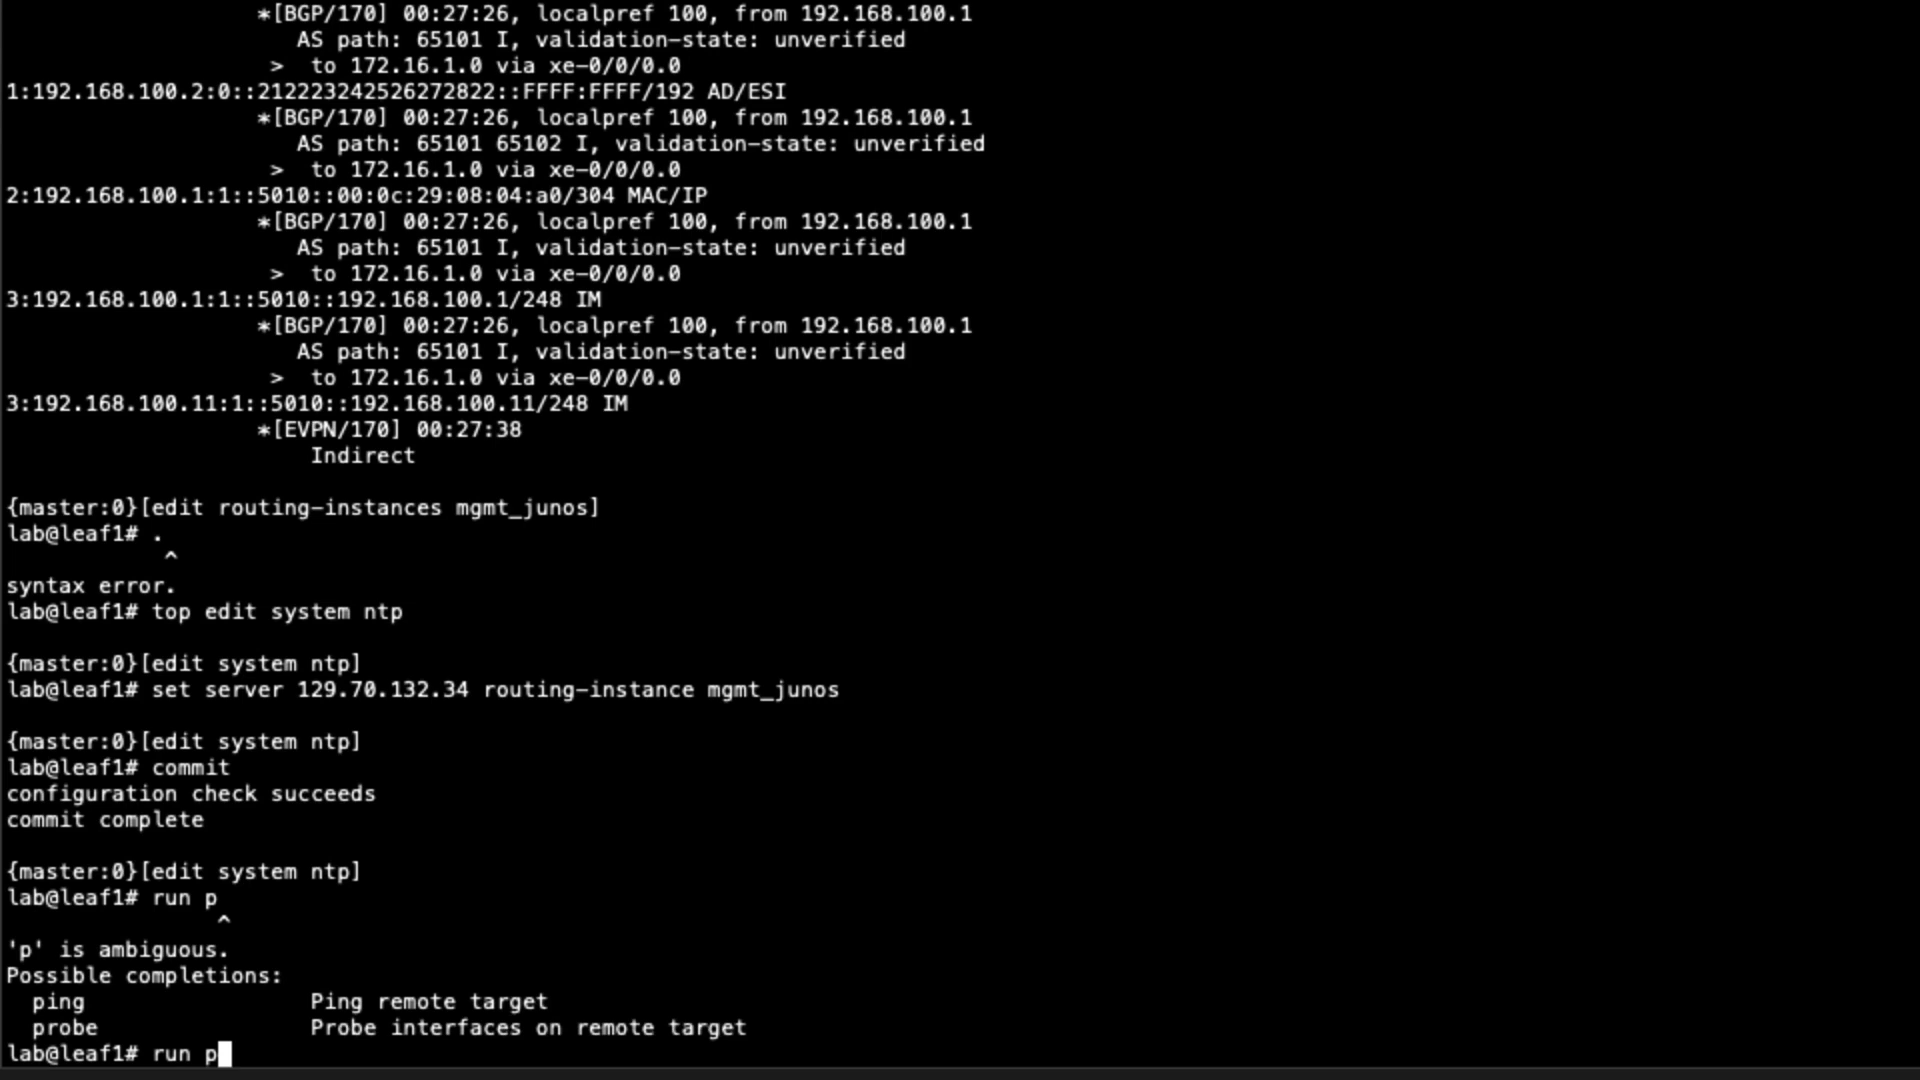 *[BGP/170] 00:27:26, localpref 100, from 192.168.100.1
AS path: 65101 I, validation-state: unverified
> to 172.16.1.0 via xe-0/0/0.0
1:192.168.100.2:0::212223242526272822::FFFF:FFFF/192 AD/ESI
*[BGP/170] 00:27:26, localpref 100, from 192.168.100.1
AS path: 65101 65102 I, validation-state: unverified
> to 172.16.1.0 via xe-0/0/0.0
2:192.168.100.1:1::5010::00:0c:29:08:04:a0/304 MAC/IP
*[BGP/170] 00:27:26, localpref 100, from 192.168.100.1
AS path: 65101 I, validation-state: unverified
> to 172.16.1.0 via xe-0/0/0.0
3:192.168.100.1:1::5010::192.168.100.1/248 IM
*[BGP/170] 00:27:26, localpref 100, from 192.168.100.1
AS path: 65101 I, validation-state: unverified
> to 172.16.1.0 via xe-0/0/0.0
3:192.168.100.11:1::5010::192.168.100.11/248 IM
*[EVPN/170] 00:27:38
Indirect
{master:0}[edit routing-instances mgmt_junos]
lab@leaf1# .
^
syntax error.
lab@leaf1# top edit system ntp
{master:0}[edit system ntp]
lab@leaf1# set server 129.70.132.34 routing-instance mgmt_junos
{master:0}[edit system ntp]
lab@leaf1# commit
configuration check succeeds
commit complete
{master:0}[edit system ntp]
lab@leaf1# run p
^
'p' is ambiguous.
Possible completions:
ping Ping remote target
probe Probe interfaces on remote target
lab@leaf1# run p